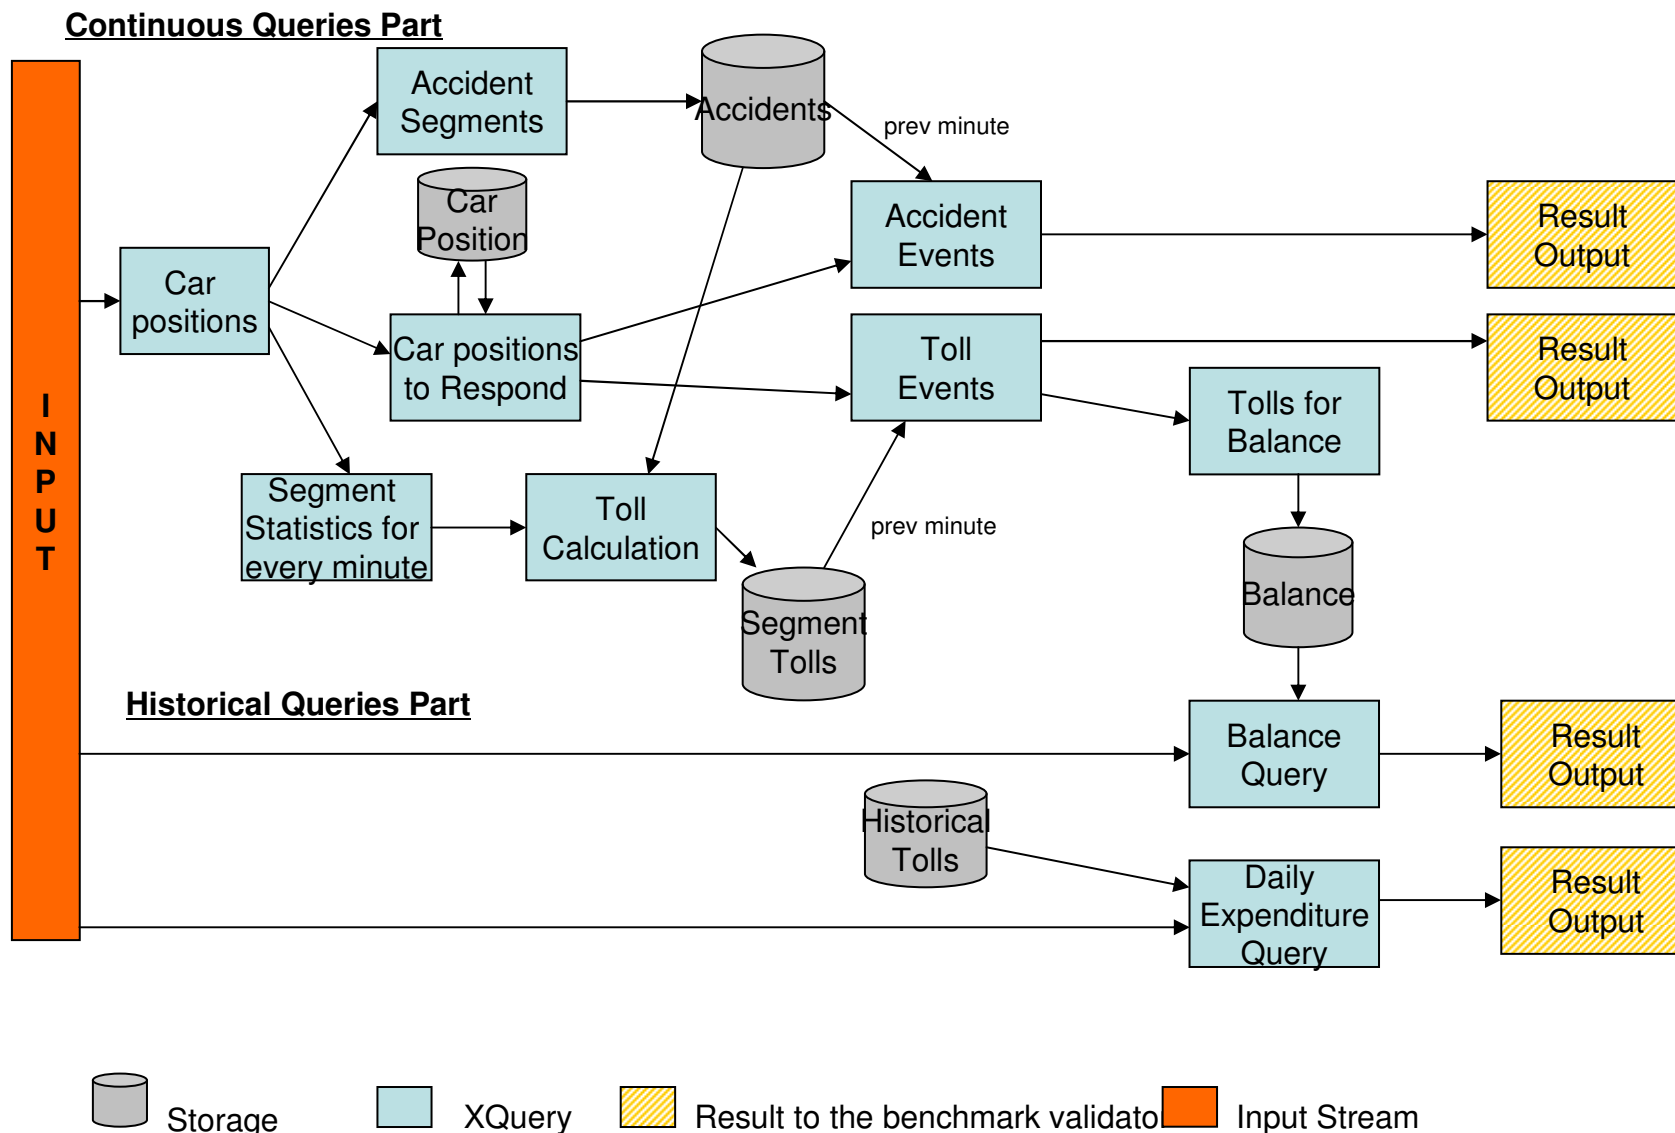 Continuous Queries Part
Accident
Segments
Accidents
prev minute
Car
Position
Accident
Events
Result
Output
Car
positions
Car positions
to Respond
Toll
Events
Result
Output
I
N
P
U
T
Tolls for
Balance
Segment
Statistics for
every minute
Toll
Calculation
prev minute
Segment
Tolls
Balance
Historical Queries Part
Balance
Query
Result
Output
Historical
Tolls
Daily
Expenditure
Query
Result
Output
Storage
XQuery
Result to the benchmark validato
Input Stream